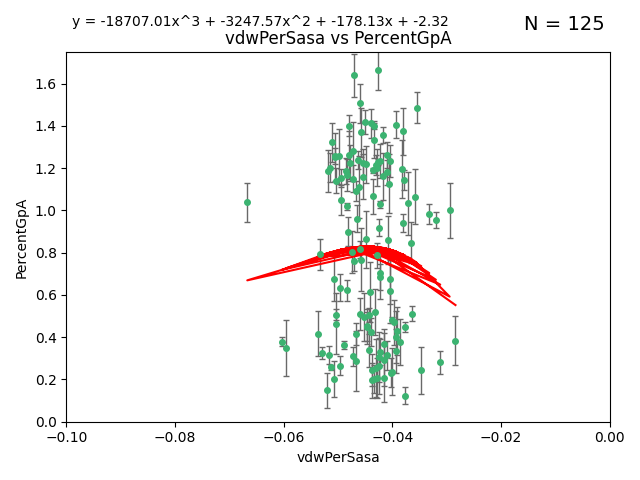 y = -18707.01x^3 + -3247.57x^2 + -178.13x + -2.32
N = 125
vdwPerSasa vs PercentGpA
1.6
1.4
1.2
1.0
0.8
0.6
0.4
0.2
0.0
PercentGpA
−0.10 −0.08 −0.06 −0.04 −0.02 0.00
vdwPerSasa